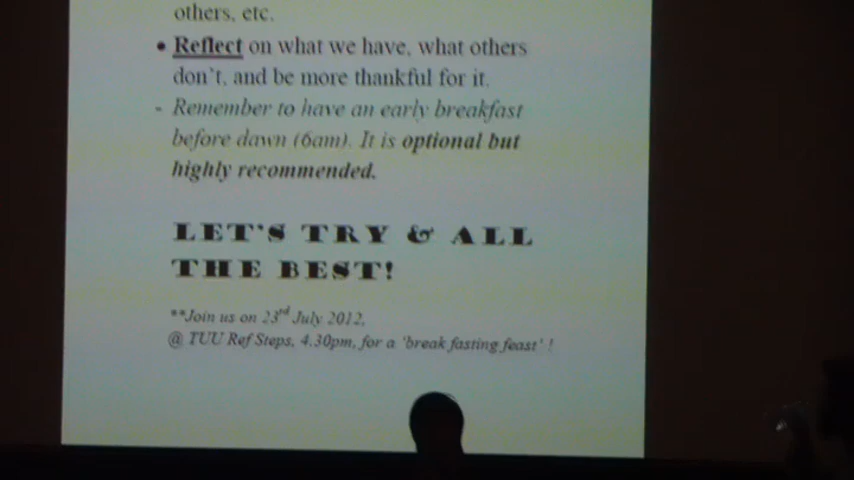 others, etc.
• Reflect on what we have, what others
don't, and be more thankful for it.
- Remember to have an early breakfast
before dawn (6am). It is optional but
highly recommended.
LET'S TRY & ALL
THE BEST!
**Join us on 23rd July 2012,
@ TUU Ref Steps, 4.30pm, for a 'break fasting feast' !